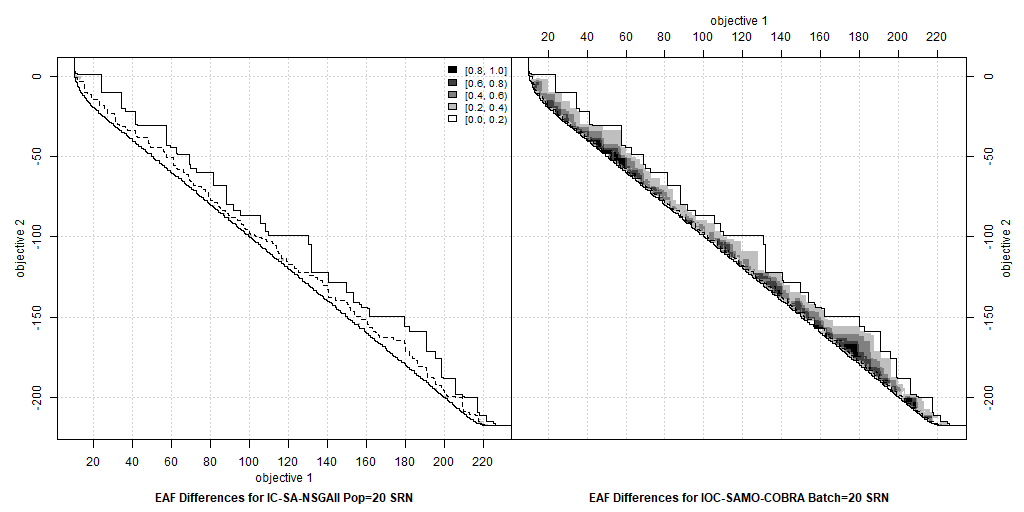 objective 1
20 40 60 80 100 120 140 160 180 200 220
[0.8, 1.0]
[0.6, 0.8)
[0.4, 0.6)
[0.2, 0.4)
[0.0, 0.2)
objective 2
0
-50
-100
-150
-200
0
-50
-100
-150
-200
objective 2
20 40 60 80 100 120 140 160 180 200 220
objective 1
EAF Differences for IC-SA-NSGAII Pop=20 SRN
EAF Differences for IOC-SAMO-COBRA Batch=20 SRN